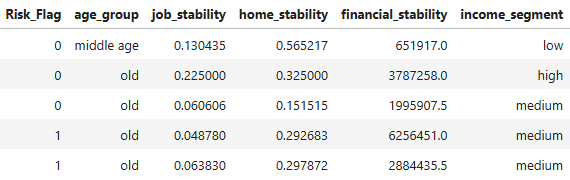 Risk_Flag age_group job_stability home_stability financial_stability income_segment
0 middle age 0.130435 0.565217 651917.0 low
0 old 0.225000 0.325000 3787258.0 high
0 old 0.060606 0.151515 1995907.5 medium
1 old 0.048780 0.292683 6256451.0 medium
1 old 0.063830 0.297872 2884435.5 medium